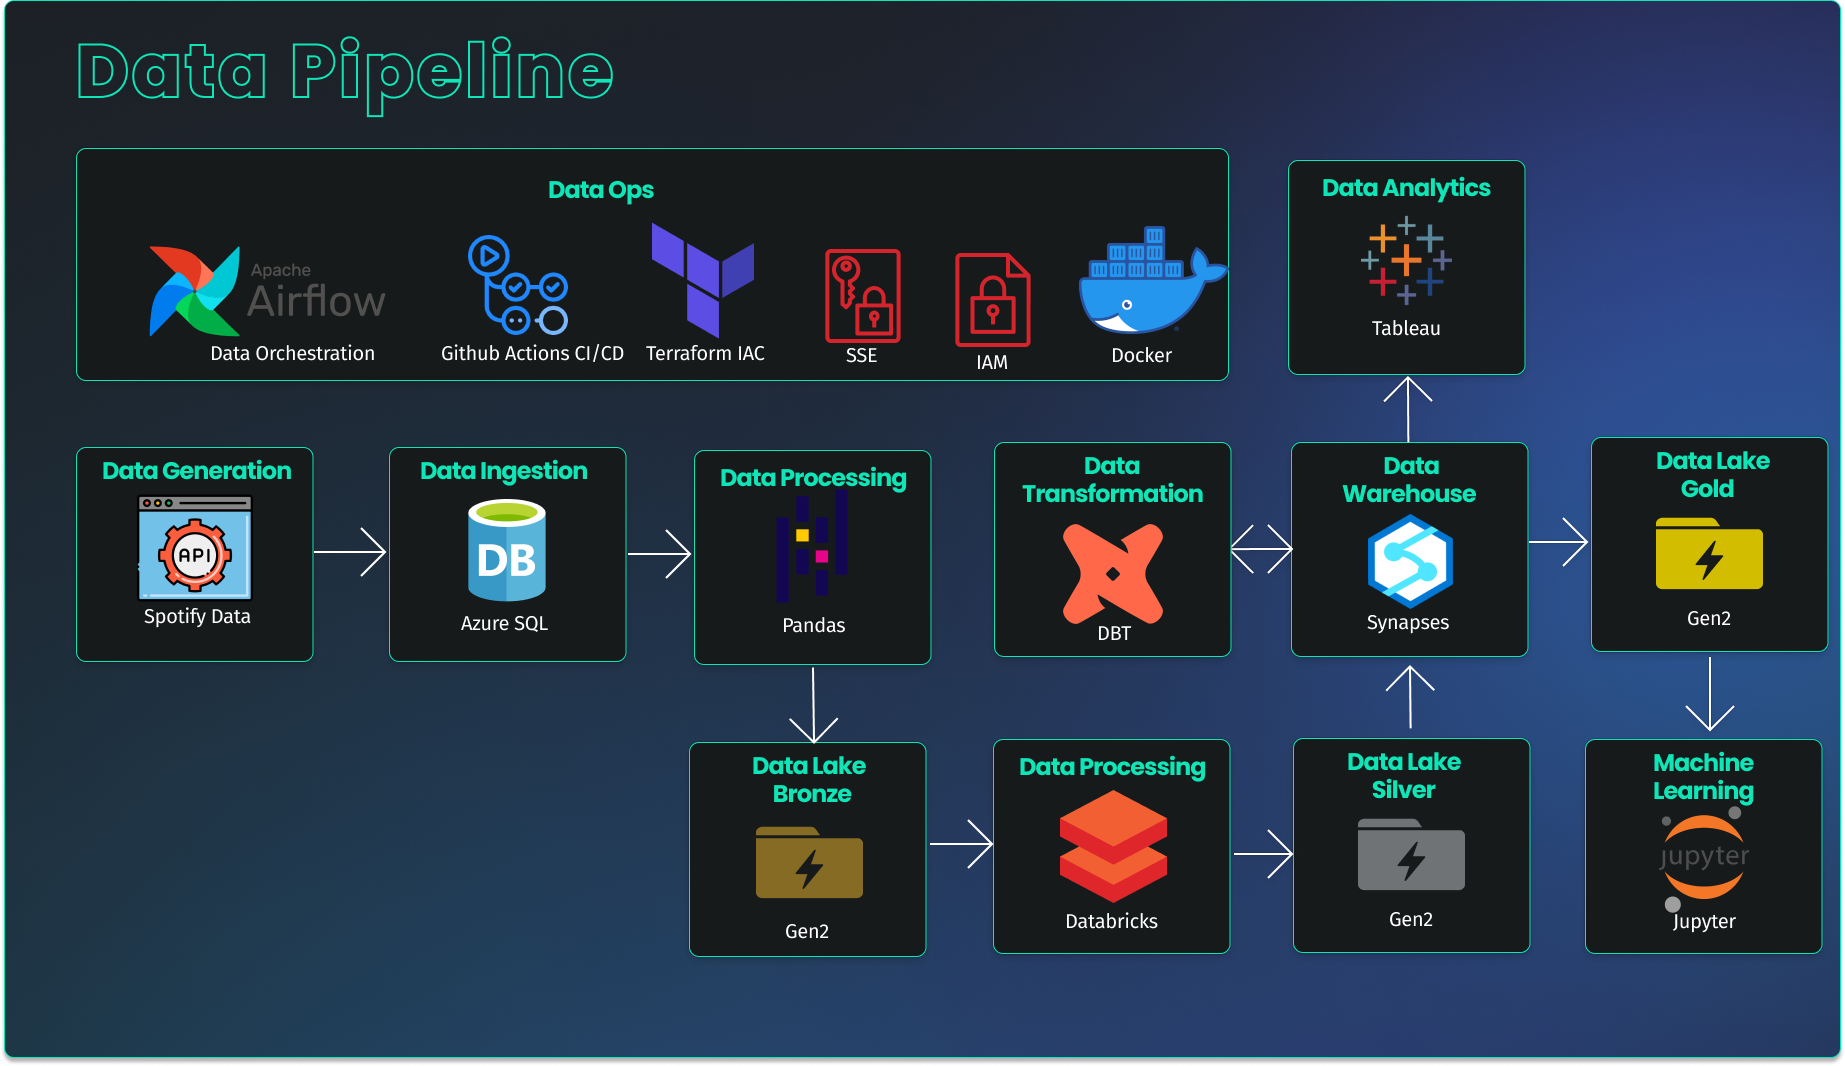 Data Pipeline
Data Ops
Apache
Airflow
Data Orchestration
Github Actions CI/CD
Terraform IAC
SSE
IAM
Docker
Data Analytics
Tableau
Data Generation
API
Spotify Data
Data Ingestion
DB
Azure SQL
Data Processing
Pandas
Data
Transformation
DBT
Data
Warehouse
Synapses
Data Lake
Gold
Gen2
Data Lake
Bronze
Gen2
Data Processing
Databricks
Data Lake
Silver
Gen2
Machine
Learning
jupyter
Jupyter